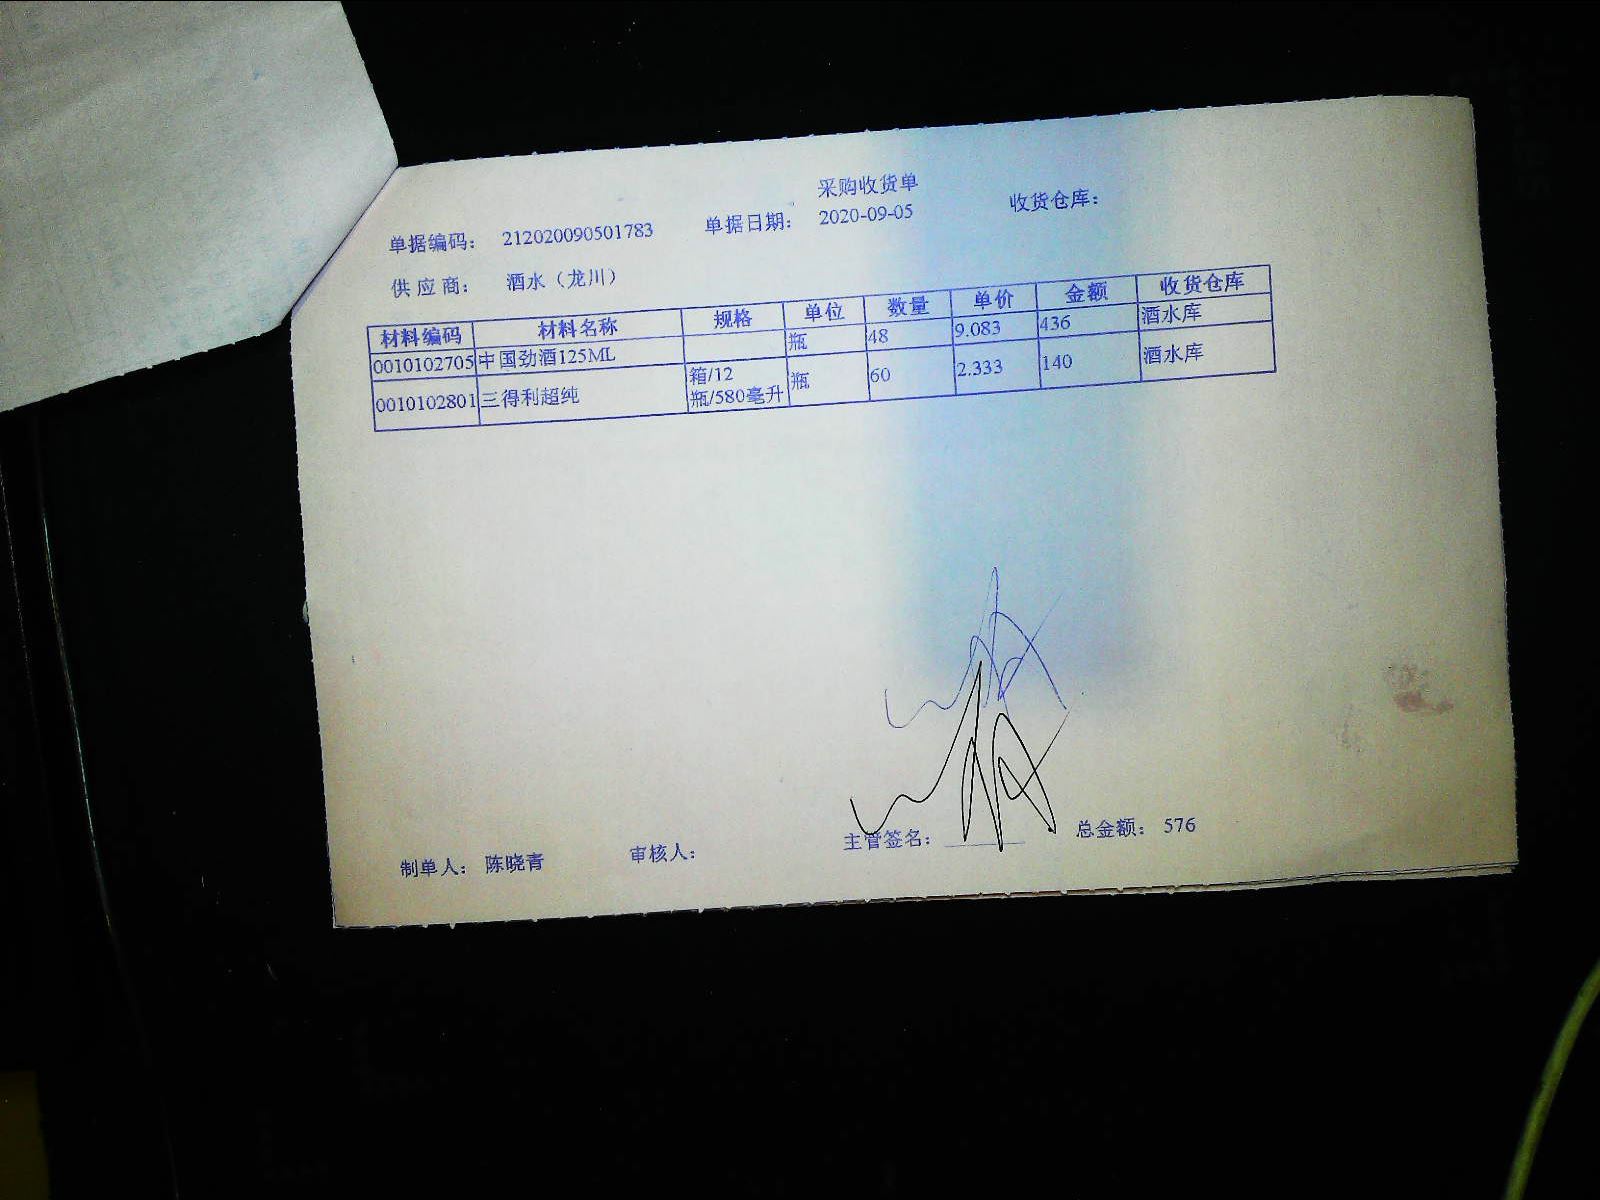 采购收货单
单据编码： 212020090501783 单据日期： 2020-09-05 收货仓库：
供应商： 酒水（龙川）
材料编码 材料名称 规格 单位 数量 单价 金额 收货仓库
0010102705 中国劲酒125ML 瓶 48 9.083 436 酒水库
0010102801 三得利超纯 箱/12瓶/580毫升 瓶 60 2.333 140 酒水库
制单人： 陈晓青 审核人： 主管签名： 总金额： 576